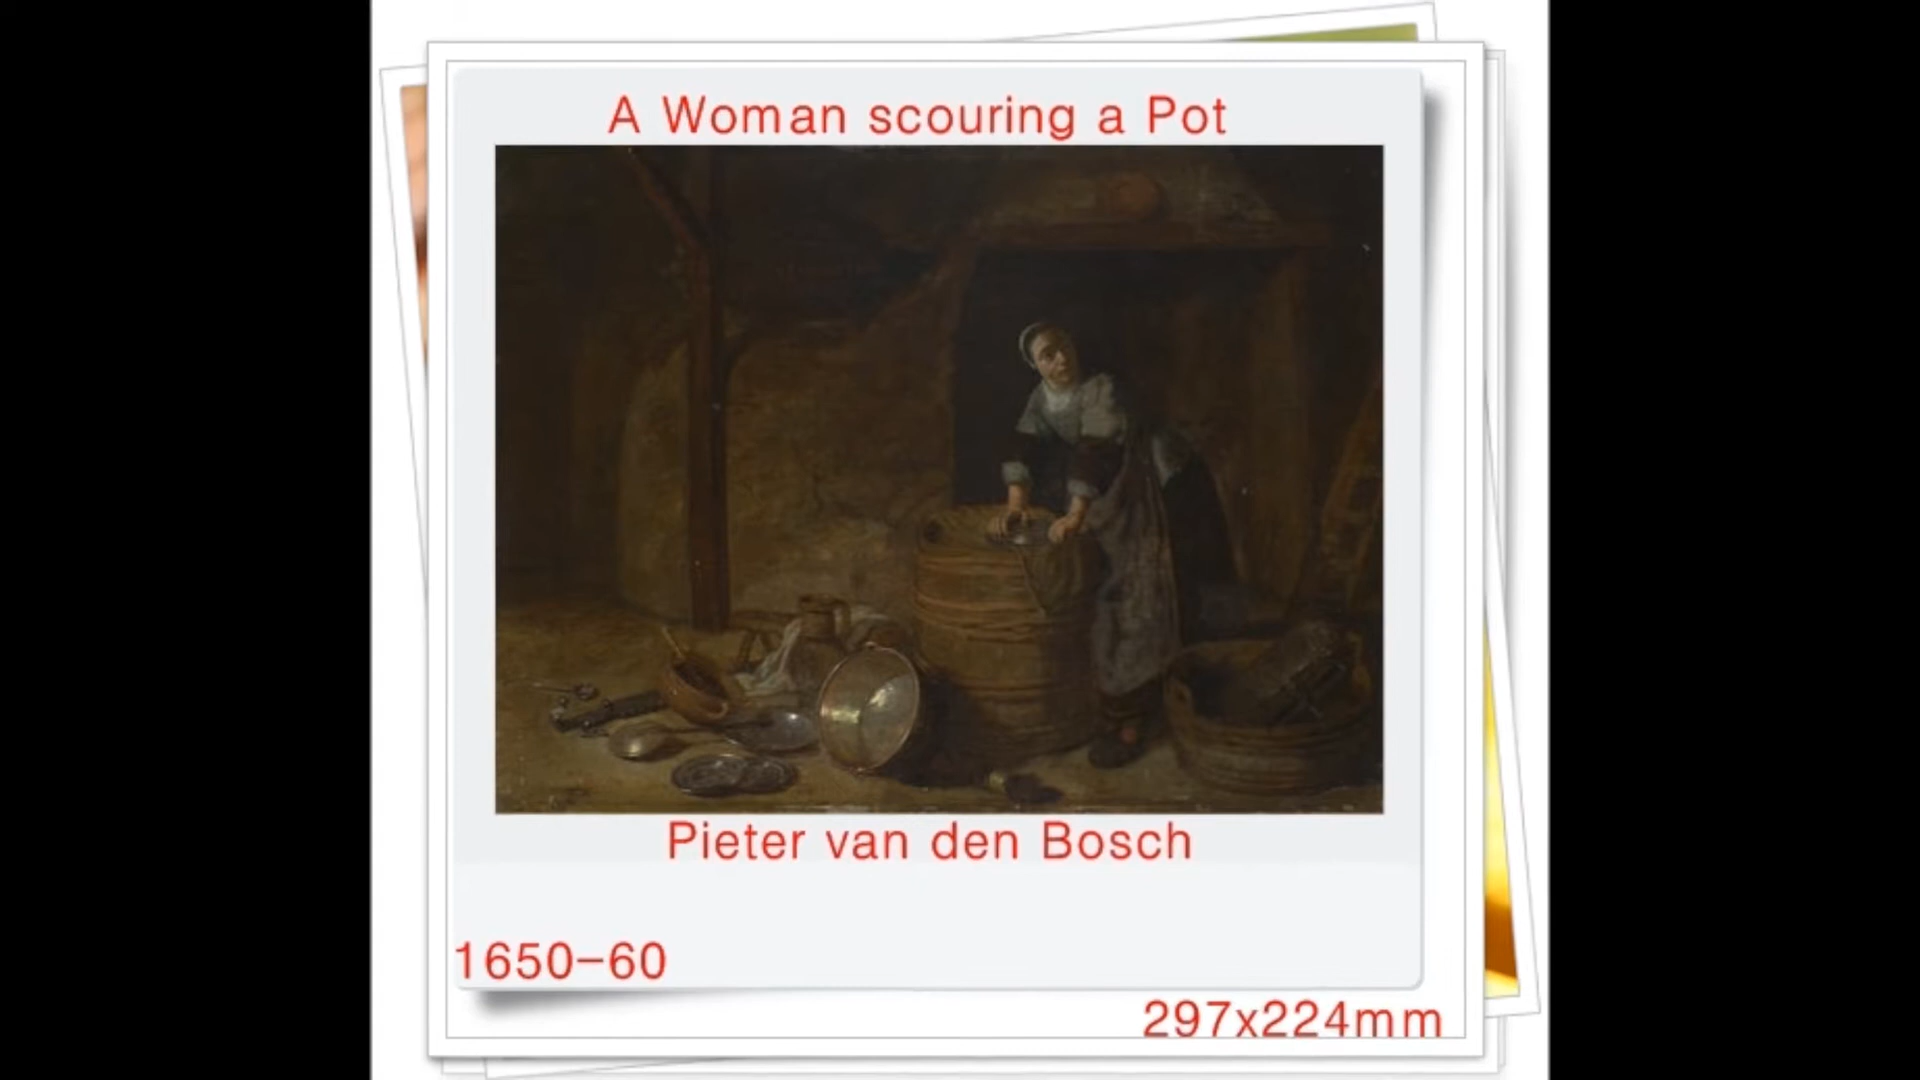 A Woman scouring a Pot
Pieter van den Bosch
1650-60
297x224mm